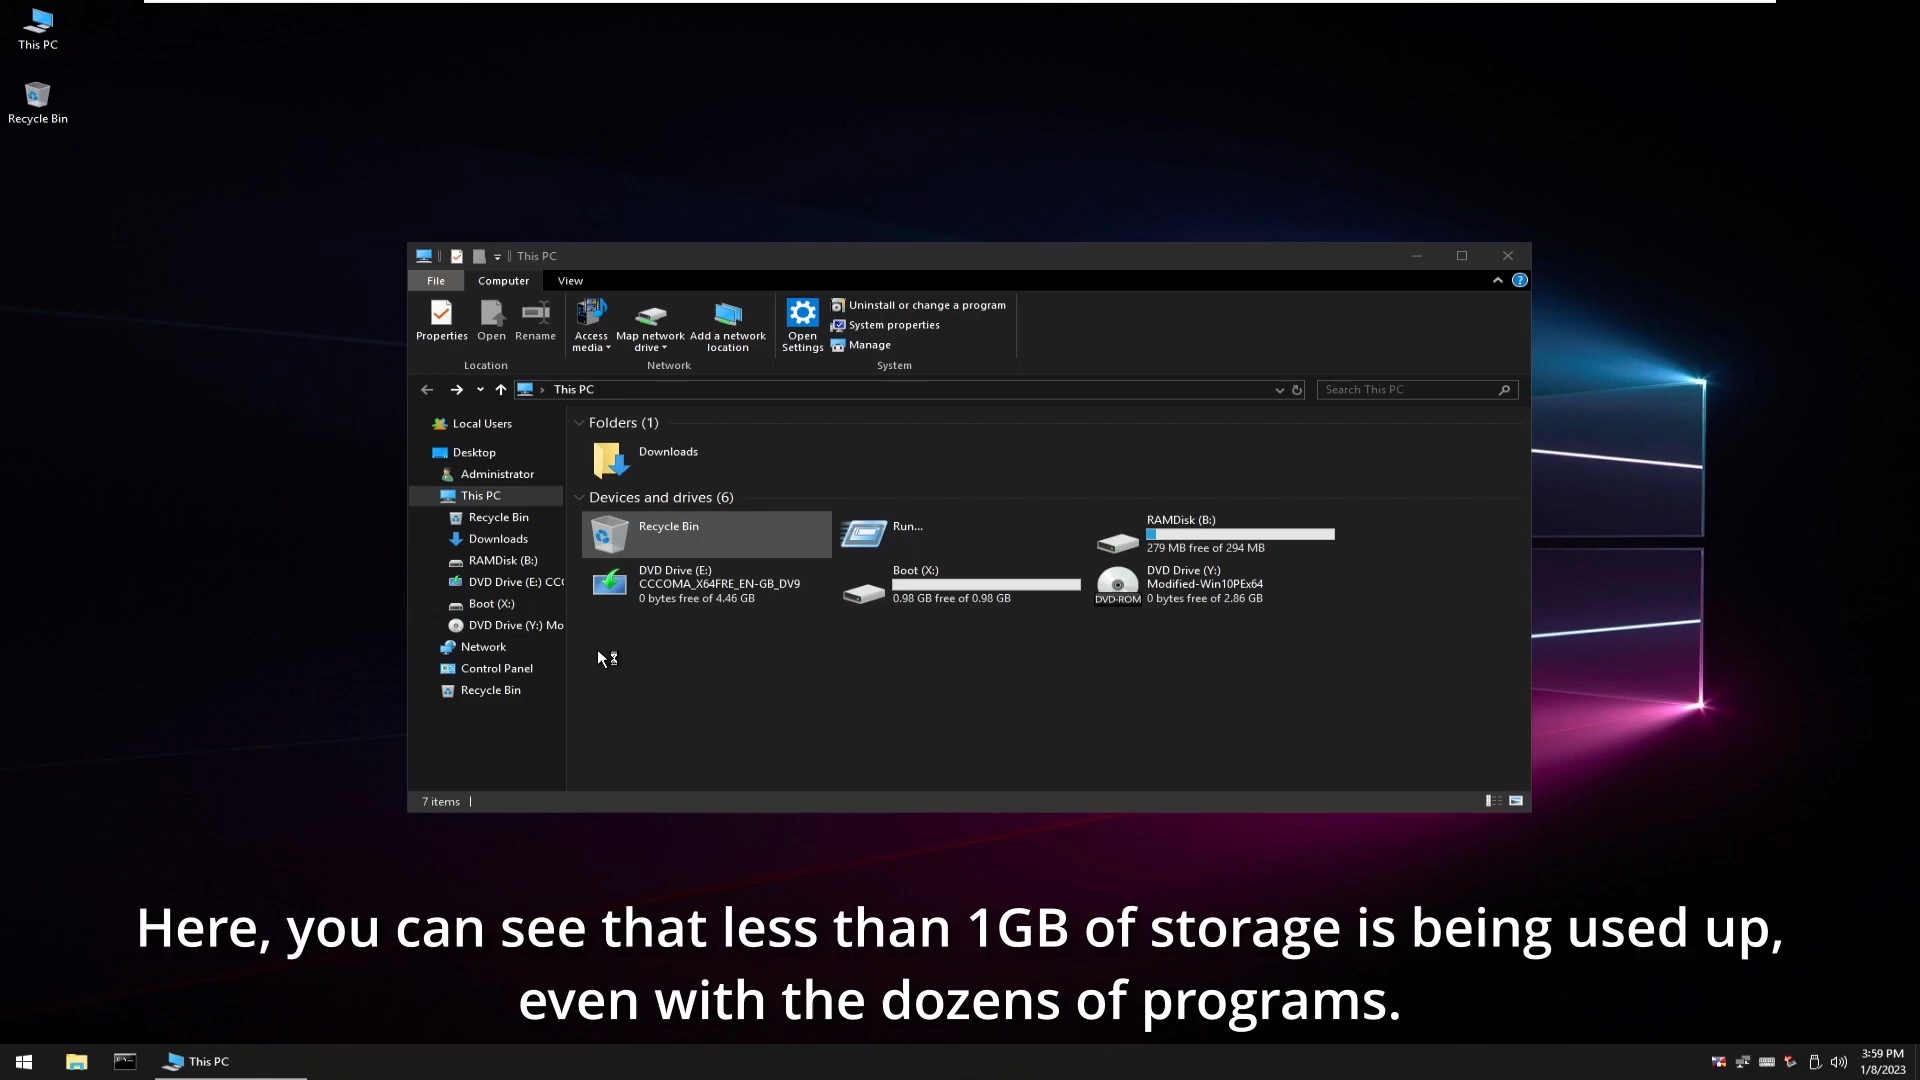 This PC
Recycle Bin
This PC
File
Computer
View
Properties
Open
Rename
Access media
Map network drive
Add a network location
Open Settings
Uninstall or change a program
System properties
Manage
Location
Network
System
This PC
Search This PC
Local Users
Desktop
Administrator
This PC
Recycle Bin
Downloads
RAMDisk (B:)
DVD Drive (E:) CCC
Boot (X:)
DVD Drive (Y:) Mo
Network
Control Panel
Recycle Bin
Folders (1)
Downloads
Devices and drives (6)
Recycle Bin
Run...
RAMDisk (B:)
279 MB free of 294 MB
DVD Drive (E:)
CCCOMA_X64FRE_EN-GB_DV9
0 bytes free of 4.46 GB
Boot (X:)
0.98 GB free of 0.98 GB
DVD-ROM
DVD Drive (Y:)
Modified-Win10PEx64
0 bytes free of 2.86 GB
7 items
Here, you can see that less than 1GB of storage is being used up,
even with the dozens of programs.
This PC
3:59 PM
1/8/2023